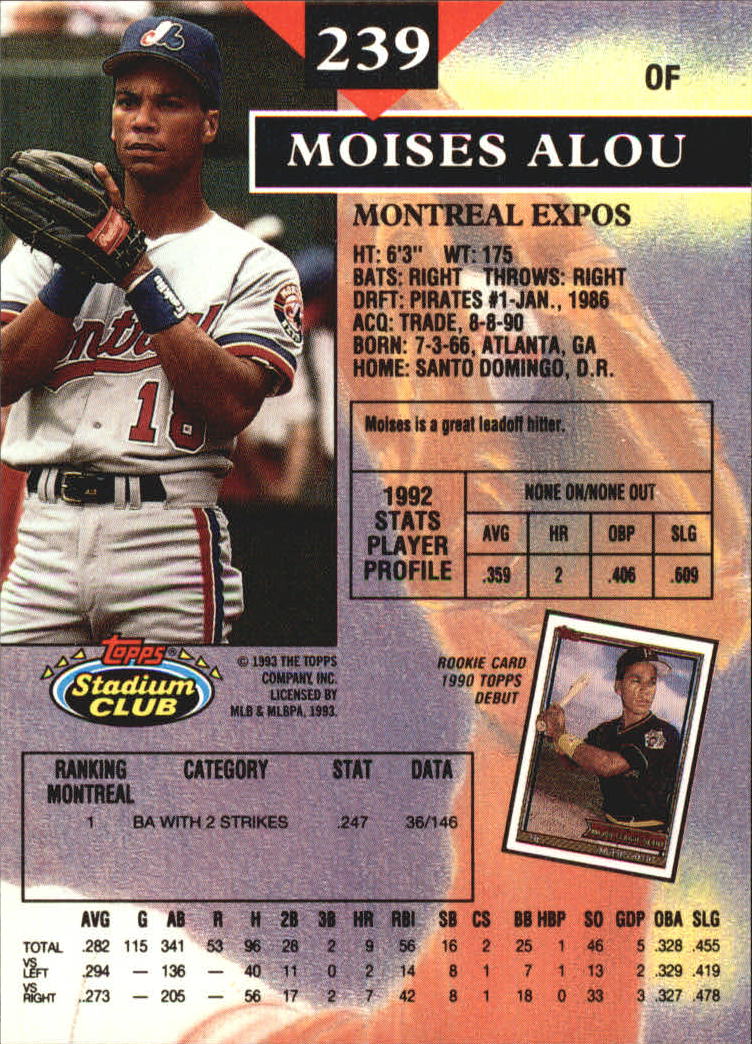 239
OF
MOISES ALOU
MONTREAL EXPOS
HT: 6'3" WT: 175
BATS: RIGHT THROWS: RIGHT
DRFT: PIRATES #1-JAN., 1986
ACQ: TRADE, 8-8-90
BORN: 7-3-66, ATLANTA, GA
HOME: SANTO DOMINGO, D.R.
18
Moises is a great leadoff hitter.
1992 STATS PLAYER PROFILE
NONE ON/NONE OUT
AVG HR OBP SLG
.359 2 .406 .609
Topps®
Stadium
CLUB
© 1993 THE TOPPS
COMPANY, INC.
LICENSED BY
MLB & MLBPA, 1993.
ROOKIE CARD
1990 TOPPS
DEBUT
RANKING MONTREAL CATEGORY STAT DATA
1 BA WITH 2 STRIKES .247 36/146
AVG G AB R H 2B 3B HR RBI SB CS BB HBP SO GDP OBA SLG
TOTAL .282 115 341 53 96 28 2 9 56 16 2 25 1 46 5 .328 .455
VS LEFT .294 — 136 — 40 11 0 2 14 8 1 7 1 13 2 .329 .419
VS RIGHT .273 — 205 — 56 17 2 7 42 8 1 18 0 33 3 .327 .478